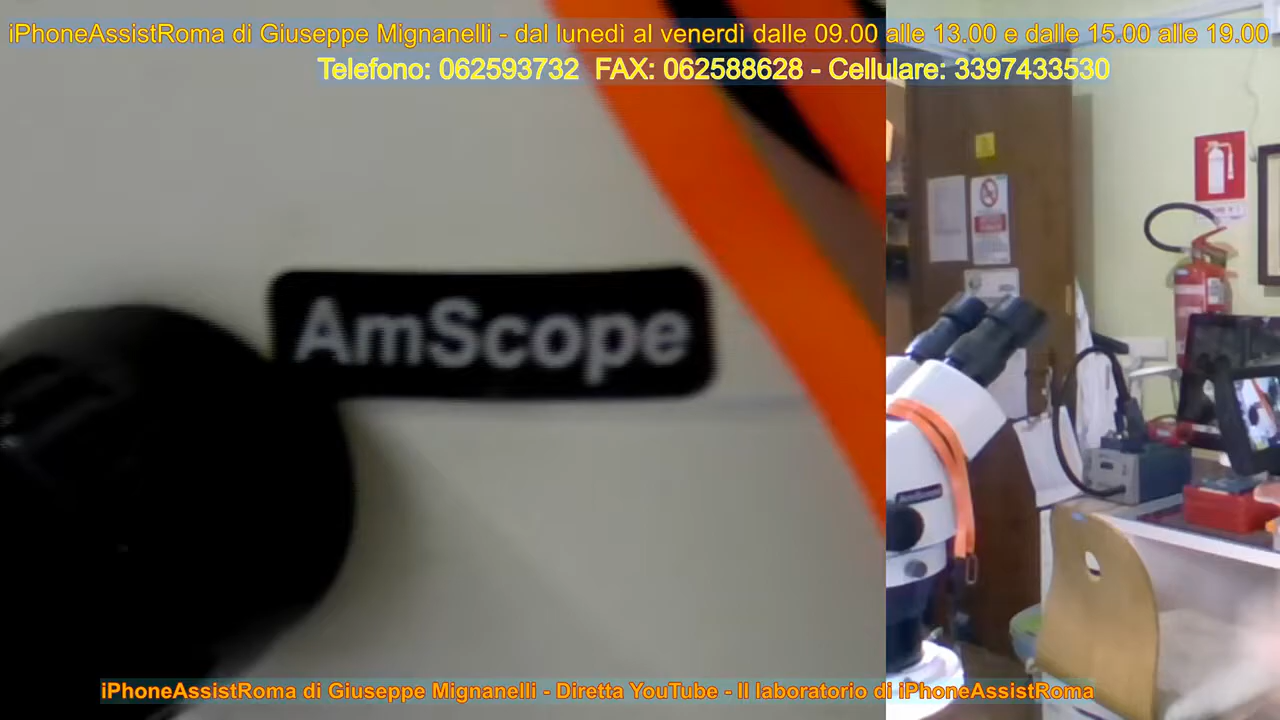 iPhoneAssistRoma di Giuseppe Mignanelli - dal lunedì al venerdì dalle 09.00 alle 13.00 e dalle 15.00 alle 19.00
Telefono: 062593732 FAX: 062588628 - Cellulare: 3397433530
AmScope
AmScope
iPhoneAssistRoma di Giuseppe Mignanelli - Diretta YouTube - Il laboratorio di iPhoneAssistRoma